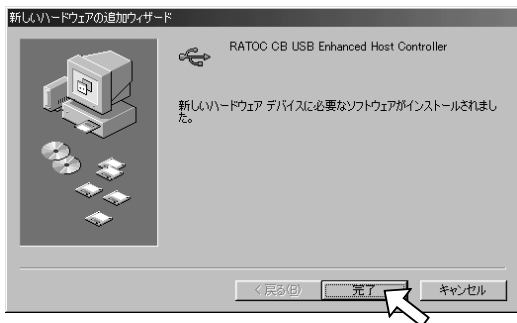 新しいハードウェアの追加ウィザード
RATOC CB USB Enhanced Host Controller
新しいハードウェア デバイスに必要なソフトウェアがインストールされまし
た。
< 戻る(B)
完了
キャンセル